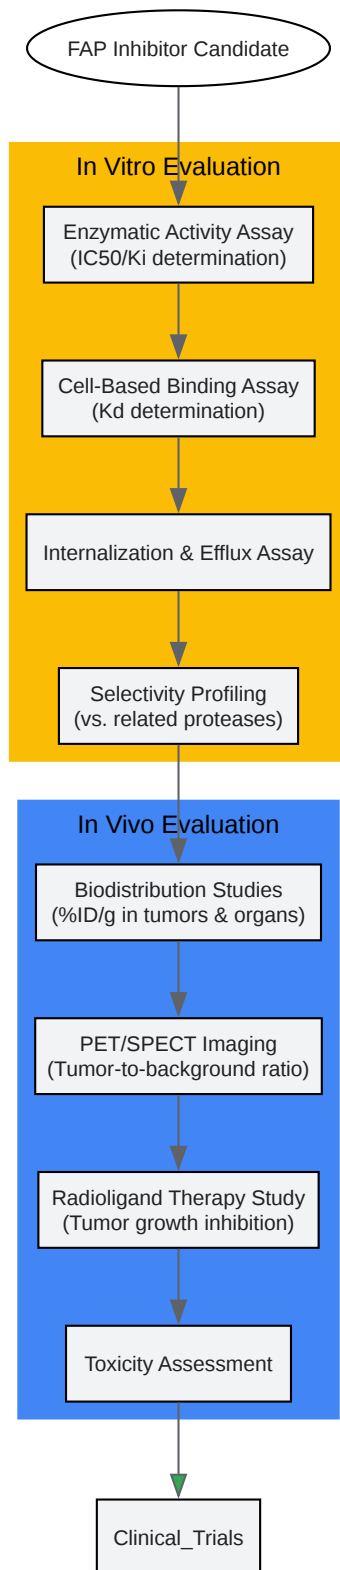 FAP Inhibitor Candidate
In Vitro Evaluation
Enzymatic Activity Assay
(IC50/Ki determination)
Cell-Based Binding Assay
(Kd determination)
Internalization & Efflux Assay
Selectivity Profiling
(vs. related proteases)
In Vivo Evaluation
Biodistribution Studies
(%ID/g in tumors & organs)
PET/SPECT Imaging
(Tumor-to-background ratio)
Radioligand Therapy Study
(Tumor growth inhibition)
Toxicity Assessment
Clinical_Trials